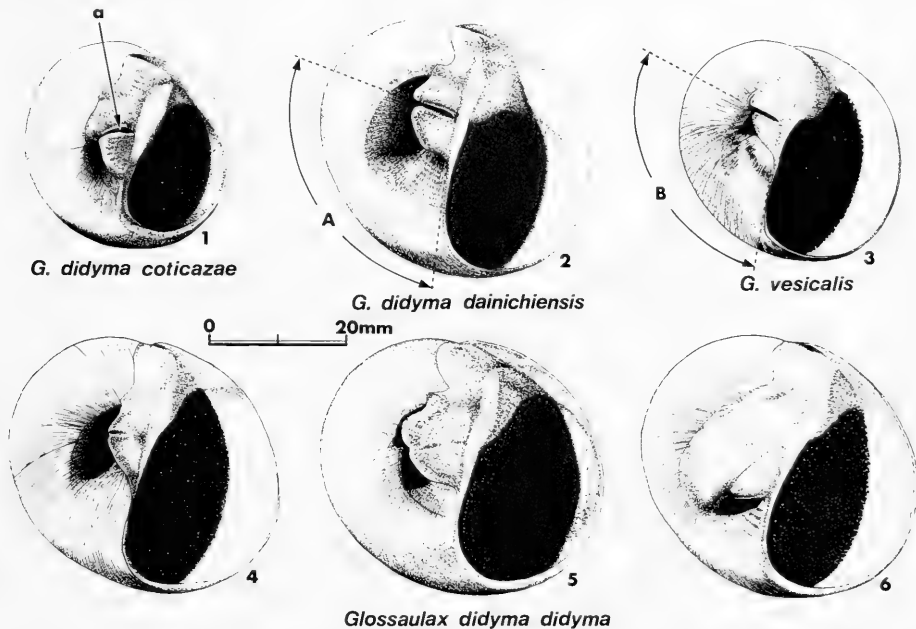 a
1
G. didyma coticazae
A
2
G. didyma dainichiensis
B
3
G. vesicalis
0 20mm
4
5
6
Glossaulax didyma didyma